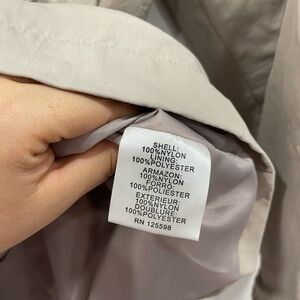 SHELL:
100%NYLON
LINING:
100%POLYESTER
ARMAZON:
100%NYLON
FORRO:
100%POLIESTER
EXTERIEUR:
100%NYLON
DOUBLURE:
100%POLYESTER
RN 125598